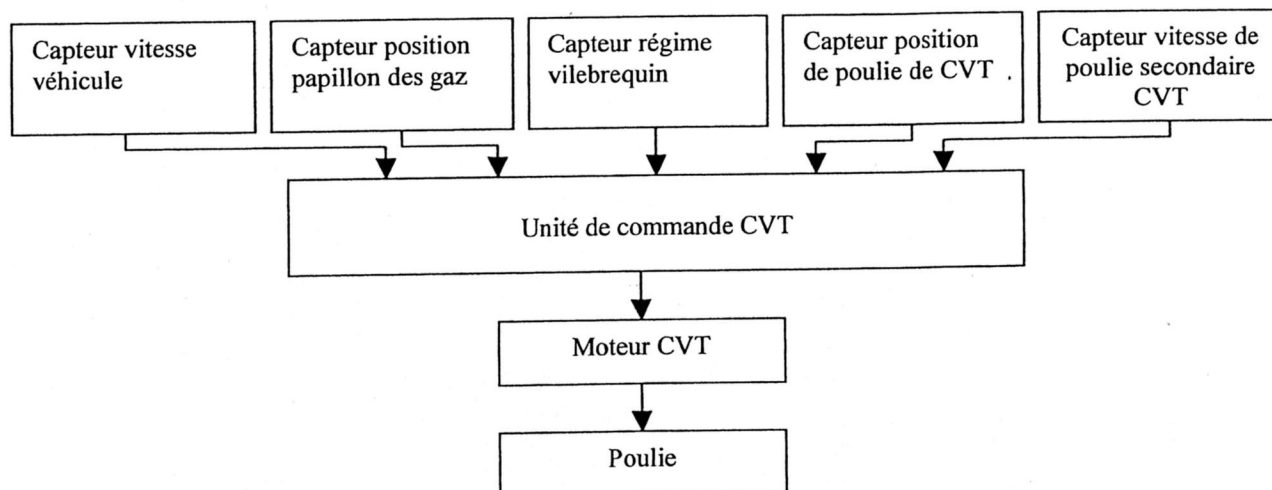 Capteur vitesse
véhicule
Capteur position
papillon des gaz
Capteur régime
vilebrequin
Capteur position
de poulie de CVT .
Capteur vitesse de
poulie secondaire
CVT
Unité de commande CVT
Moteur CVT
Poulie